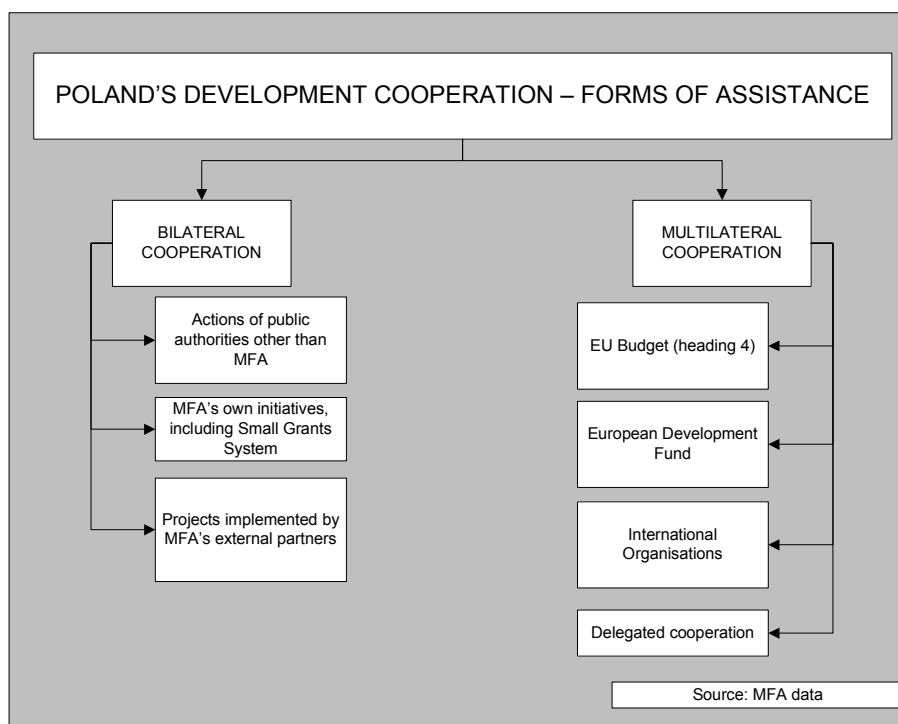 POLAND’S DEVELOPMENT COOPERATION – FORMS OF ASSISTANCE
BILATERAL
COOPERATION
Actions of public
authorities other than
MFA
MFA’s own initiatives,
including Small Grants
System
Projects implemented by
MFA’s external partners
MULTILATERAL
COOPERATION
EU Budget (heading 4)
European Development
Fund
International
Organisations
Delegated cooperation
Source: MFA data